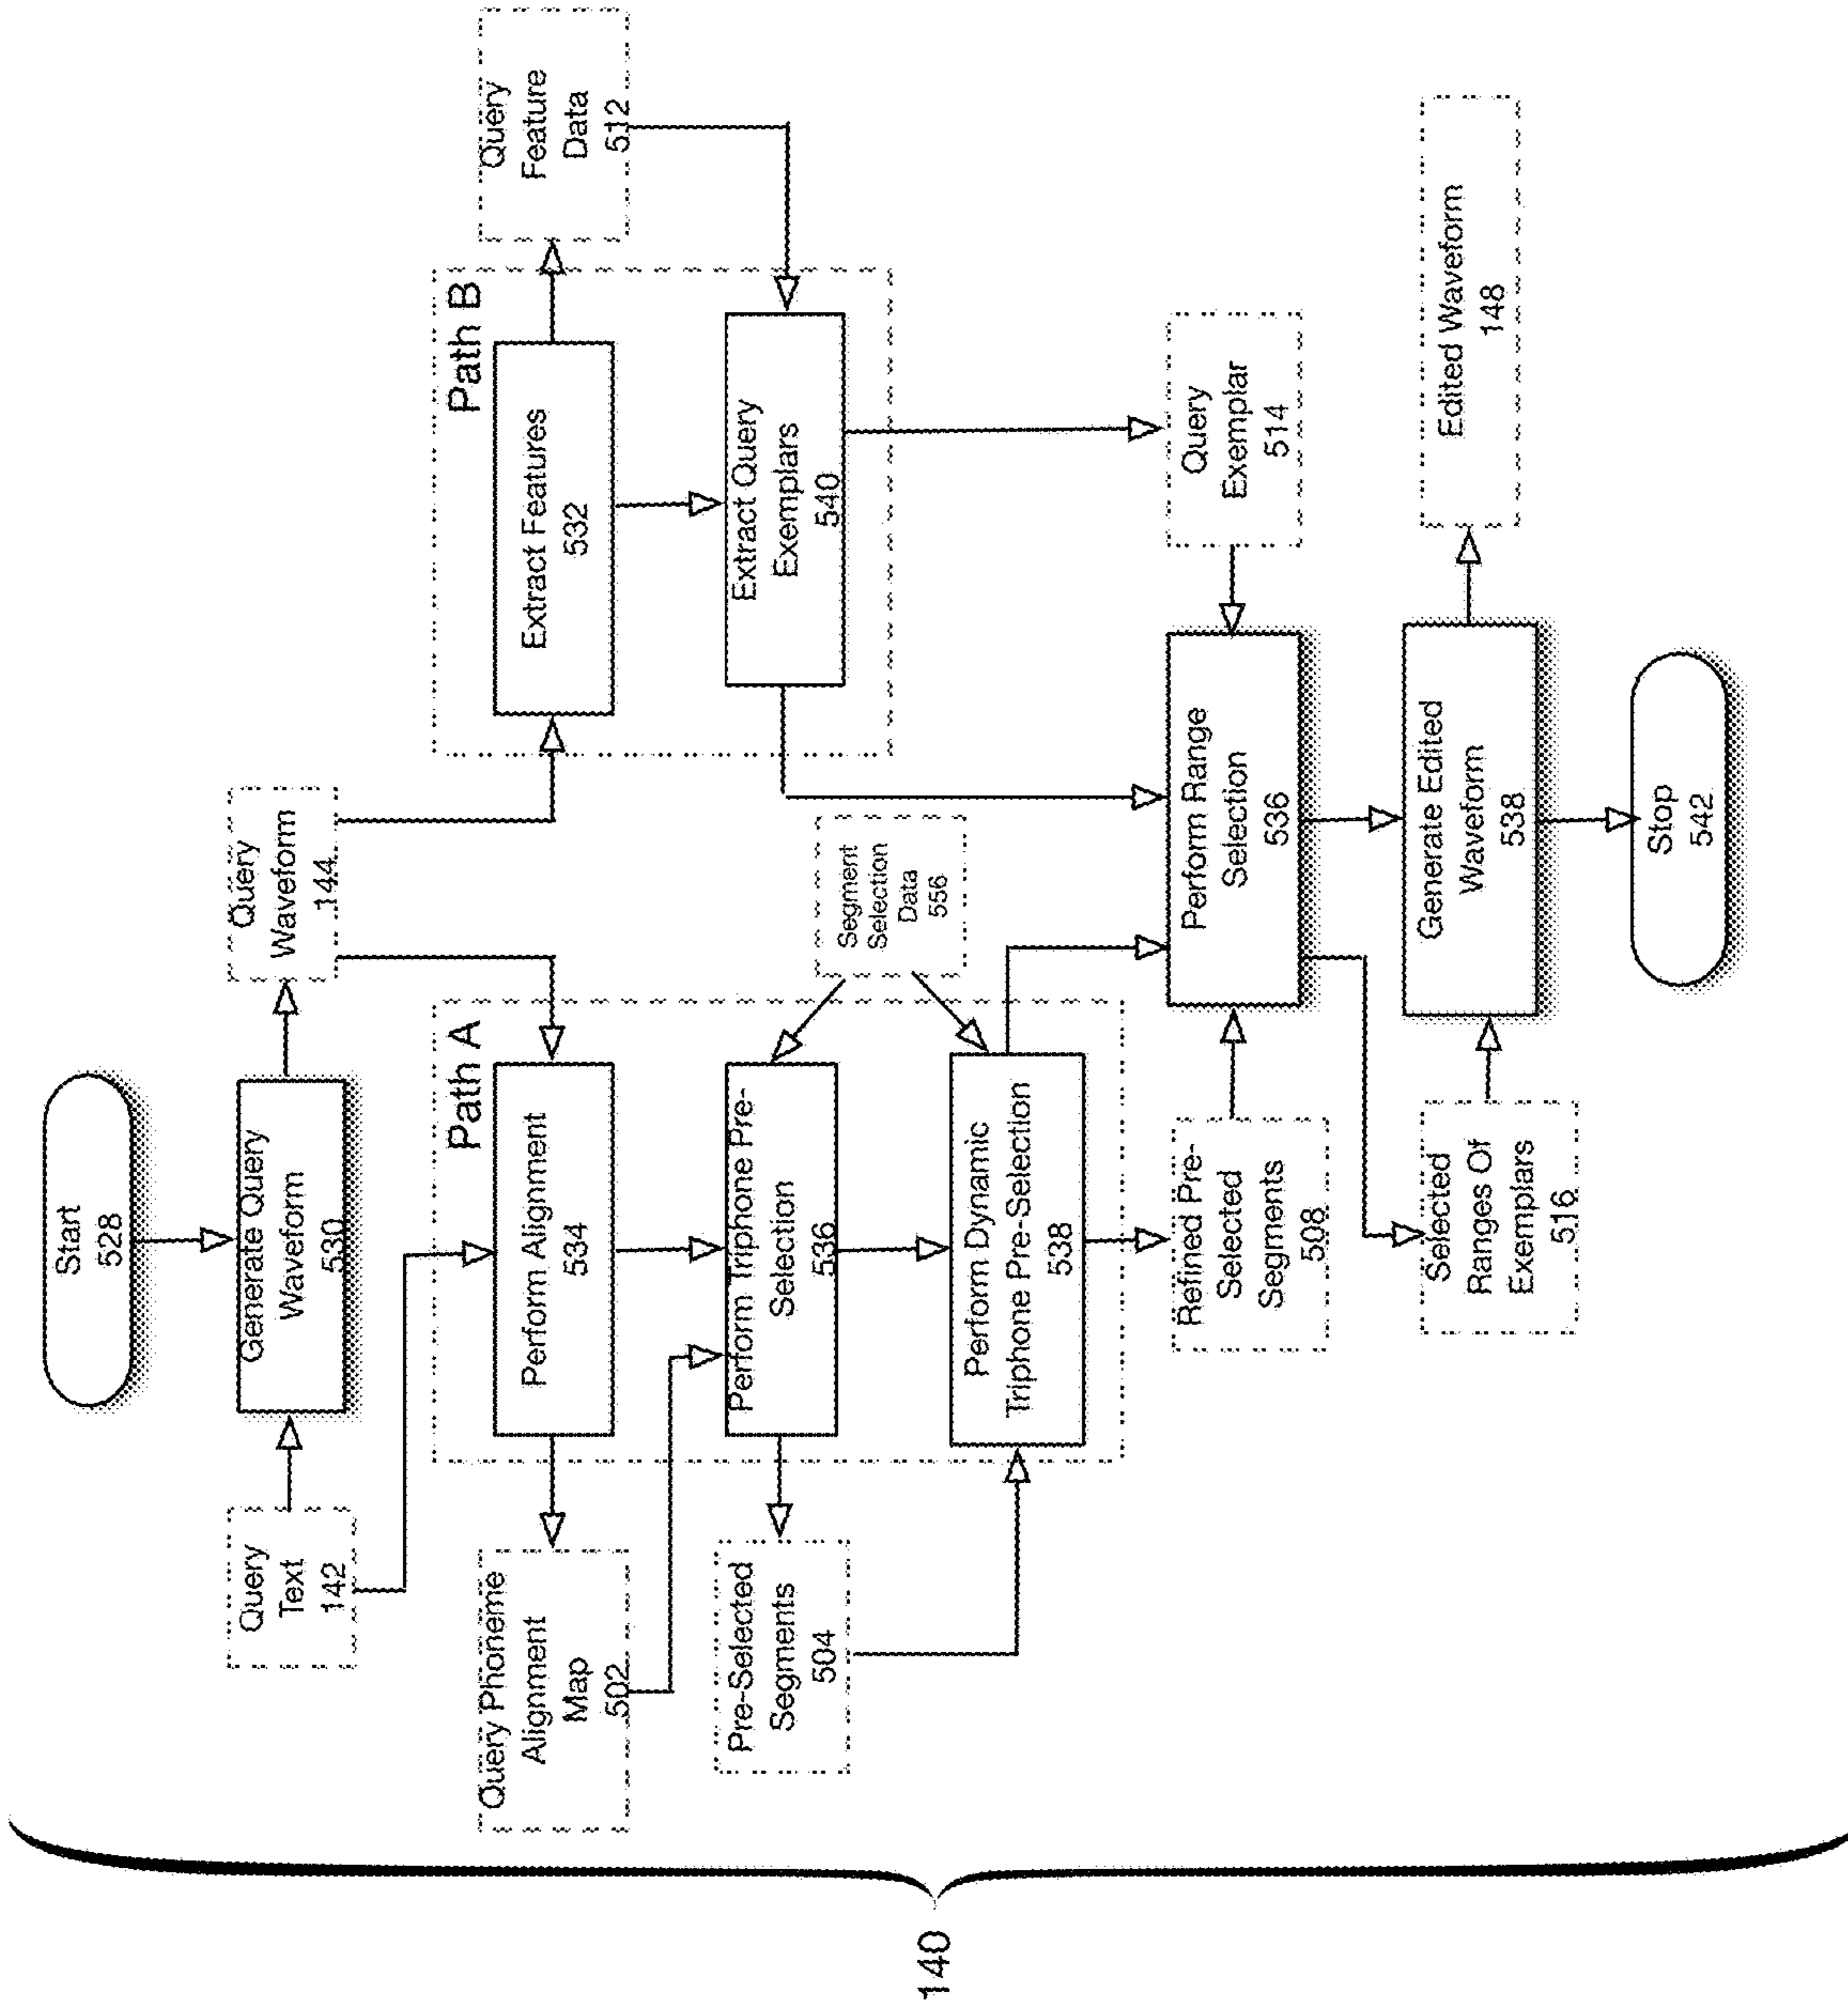 140
Start
528
Query
Text
142
Generate Query
Waveform
530
Query
Waveform
144
Path A
Query Phoneme
Alignment
Map
502
Perform Alignment
534
Pre-Selected
Segments
504
Perform Triphone Pre-
Selection
536
Segment
Selection
Data
556
Perform Dynamic
Triphone Pre-Selection
538
Path B
Extract Features
532
Query
Feature
Data
512
Extract Query
Exemplars
540
Refined Pre-
Selected
Segments
508
Perform Range
Selection
536
Query
Exemplar
514
Selected
Ranges Of
Exemplars
516
Generate Edited
Waveform
538
Edited Waveform
148
Stop
542